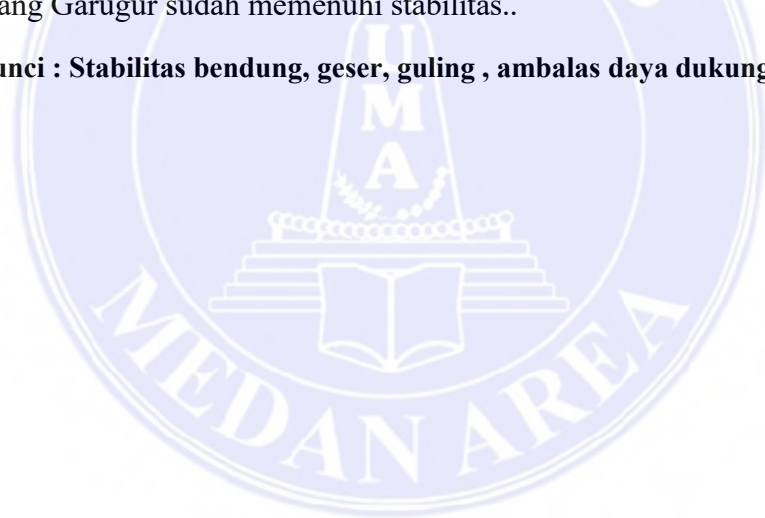 ang Garugur sudah memenuhi stabilitas..
unci : Stabilitas bendung, geser, guling , ambalas daya dukung
U
M
A
MEDAN AREA